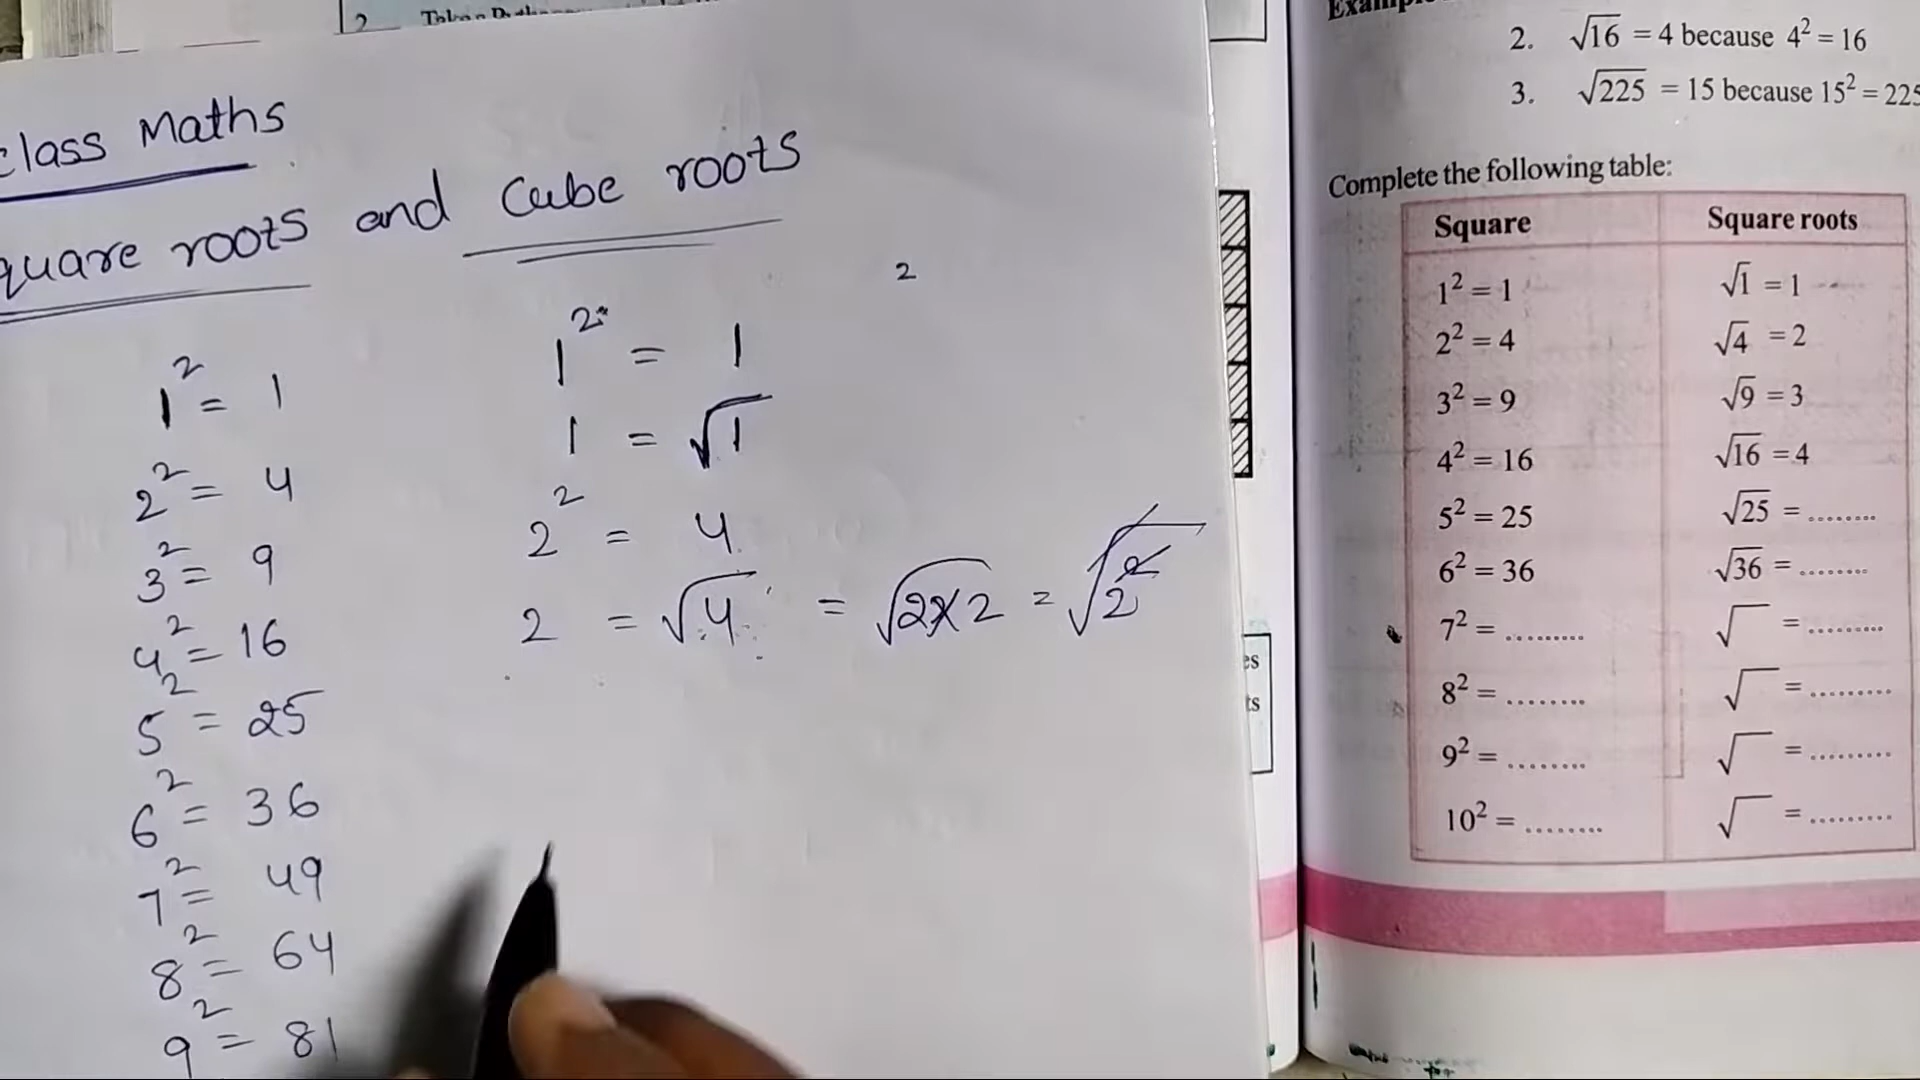 class Maths
quare roots and Cube roots
1² = 1
2² = 4
3² = 9
4² = 16
5² = 25
6² = 36
7² = 49
8² = 64
9² = 81
2
1² = 1
1 = √1
2² = 4
2 = √4 = √2×2 = √2²
2. √16 = 4 because 4² = 16
3. √225 = 15 because 15² = 225
Complete the following table:
Square Square roots
1² = 1 √1 = 1
2² = 4 √4 = 2
3² = 9 √9 = 3
4² = 16 √16 = 4
5² = 25 √25 = ........
6² = 36 √36 = ........
7² = ......... √ = .........
8² = ......... √ = .........
9² = ......... √ = .........
10² = ......... √ = .........